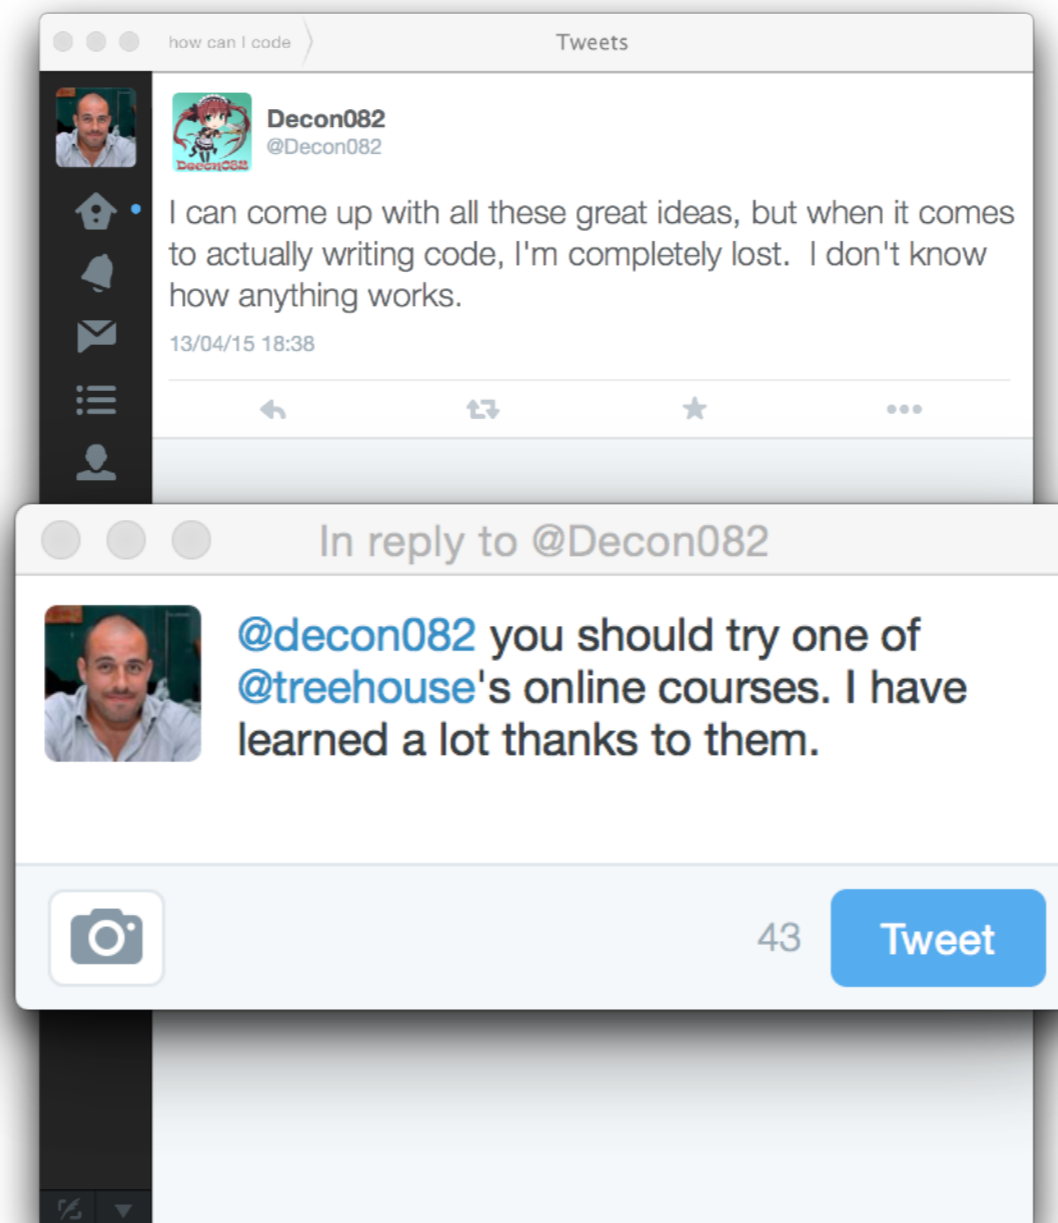 how can I code
Tweets
Decon082
@Decon082
Decon082
I can come up with all these great ideas, but when it comes
to actually writing code, I'm completely lost.  I don't know
how anything works.
13/04/15 18:38
In reply to @Decon082
@decon082 you should try one of
@treehouse's online courses. I have
learned a lot thanks to them.
43
Tweet